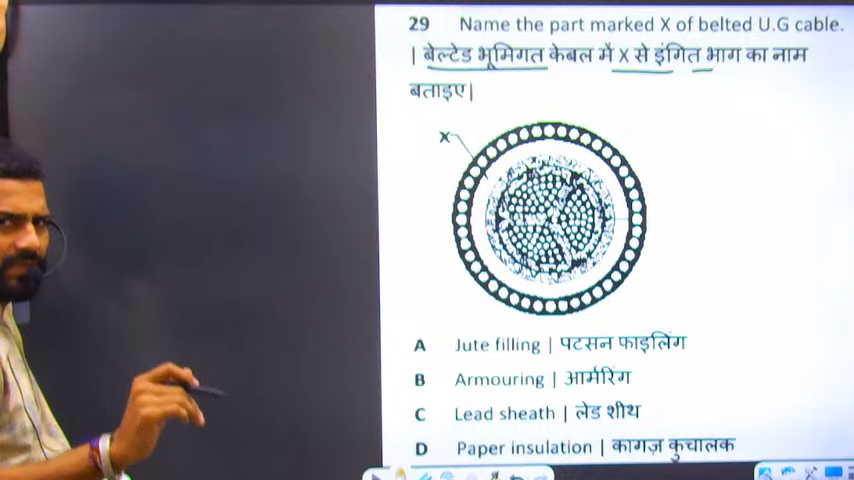 29 Name the part marked X of belted U.G cable.
| बेल्टेड भूमिगत केबल में X से इंगित भाग का नाम
बताइए|
X
A Jute filling | पटसन फाइलिंग
B Armouring | आर्मरिंग
C Lead sheath | लेड शीथ
D Paper insulation | कागज़ कुचालक